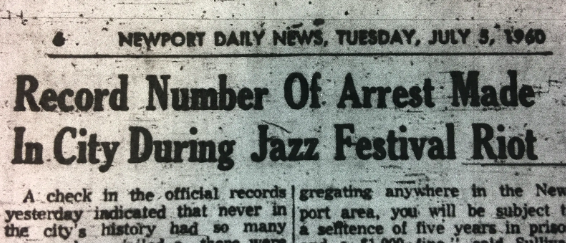 6 NEWPORT DAILY NEWS, TUESDAY, JULY 5, 1960
Record Number Of Arrest Made
In City During Jazz Festival Riot
A check in the official records
yesterday indicated that never in
the city's history had so many
gregating anywhere in the New-
port area, you will be subject t
a sentence of five years in priso